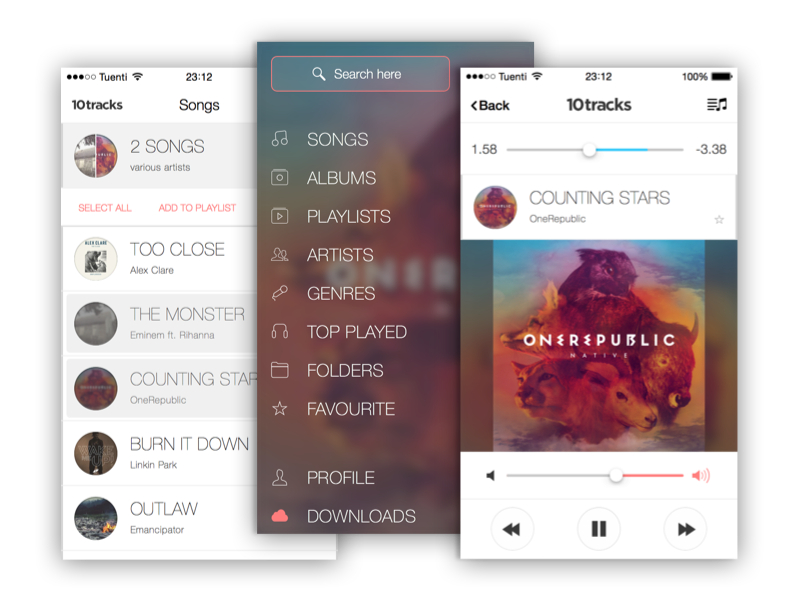 Tuenti
23:12
10tracks
Songs
2 SONGS
various artists
SELECT ALL
ADD TO PLAYLIST
ALEX CLARE
TOO CLOSE
Alex Clare
THE MONSTER
Eminem ft. Rihanna
COUNTING STAR
OneRepublic
BURN IT DOWN
Linkin Park
OUTLAW
Emancipator
Search here
SONGS
ALBUMS
PLAYLISTS
ARTISTS
GENRES
TOP PLAYED
FOLDERS
FAVOURITE
PROFILE
DOWNLOADS
Tuenti
23:12
100%
Back
10tracks
1.58
-3.38
COUNTING STARS
OneRepublic
ONEREPUBLIC
NATIVE